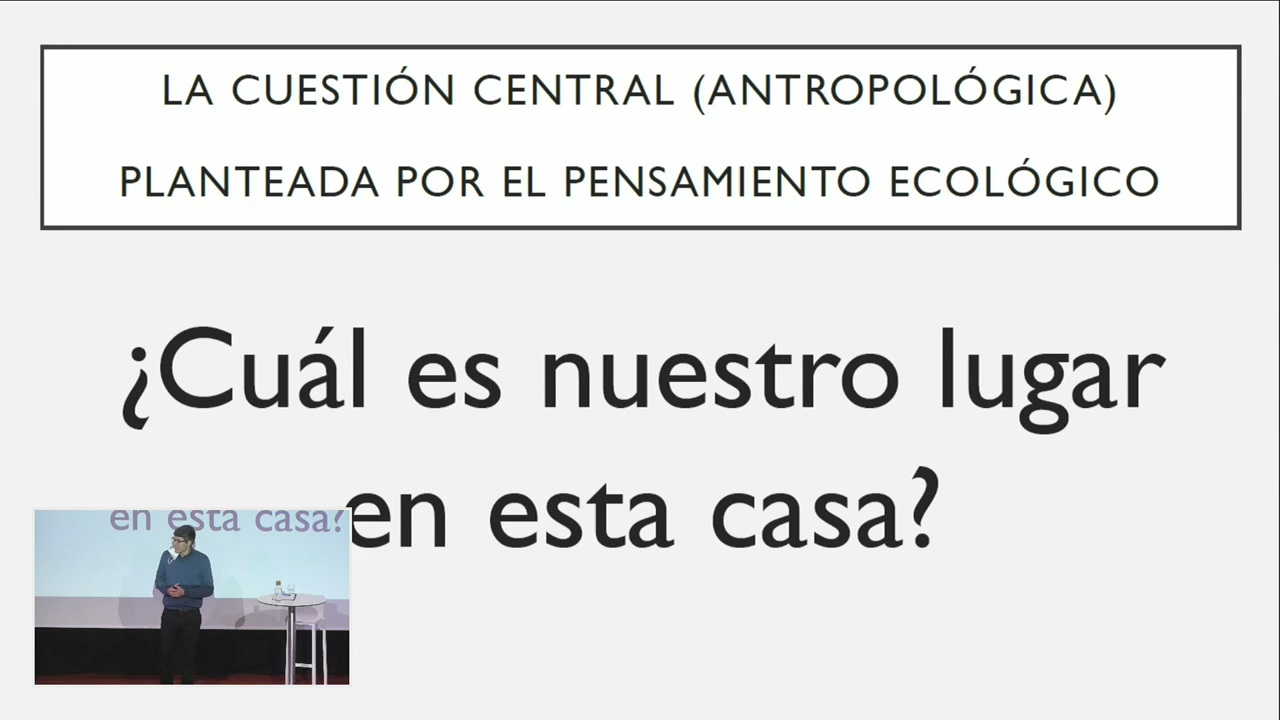 LA CUESTIÓN CENTRAL (ANTROPOLÓGICA)
PLANTEADA POR EL PENSAMIENTO ECOLÓGICO
¿Cuál es nuestro lugar
en esta casa?
en esta casa?